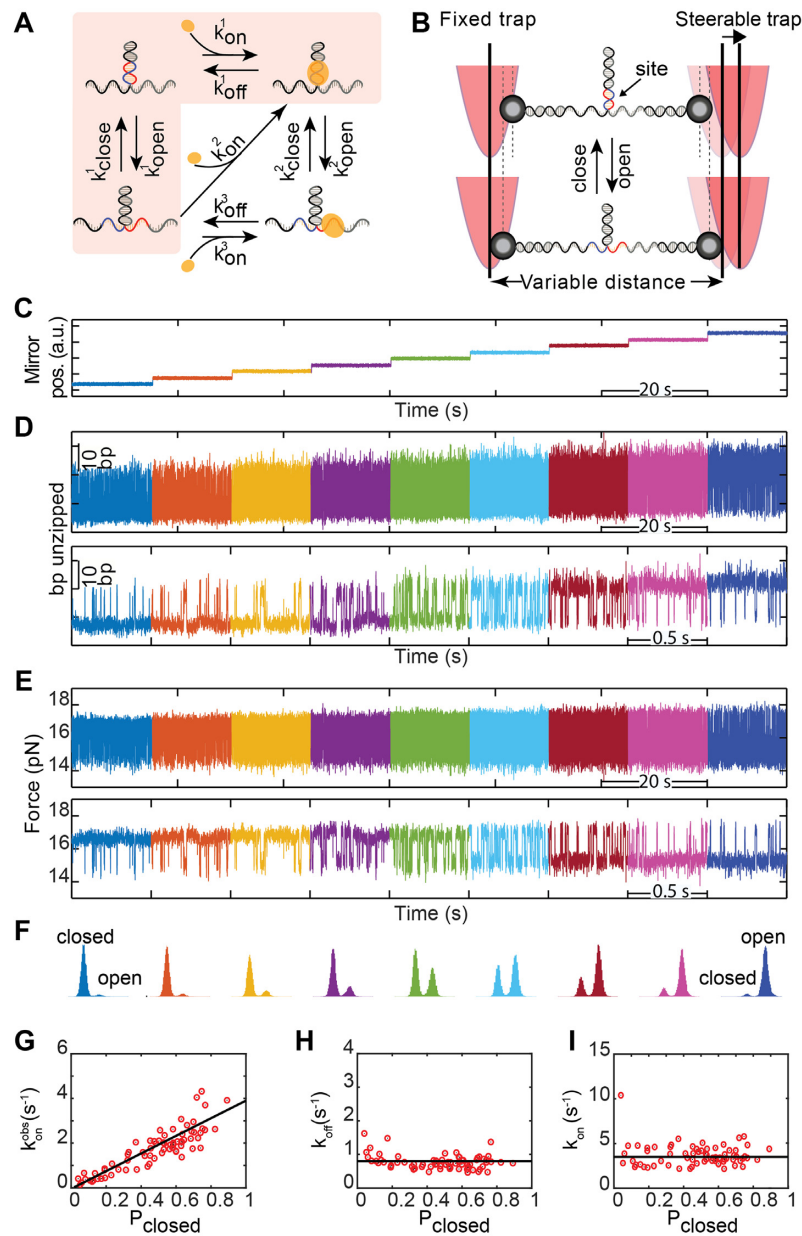 A
k¹on
k¹off
k¹close
k¹open
k²on
k²close
k²open
k³off
k³on
B
Fixed trap
Steerable trap
site
close
open
Variable distance
C
Mirror
pos. (a.u.)
20 s
Time (s)
D
bp unzipped
10
bp
20 s
10
bp
0.5 s
Time (s)
E
Force (pN)
18
16
14
20 s
18
16
14
0.5 s
Time (s)
F
closed
open
open
closed
G
k obs on (s⁻¹)
6
4
2
0
0 0.2 0.4 0.6 0.8 1
Pclosed
H
koff(s⁻¹)
4
3
2
1
0
0 0.2 0.4 0.6 0.8 1
Pclosed
I
kon(s⁻¹)
15
10
5
0
0 0.2 0.4 0.6 0.8 1
Pclosed